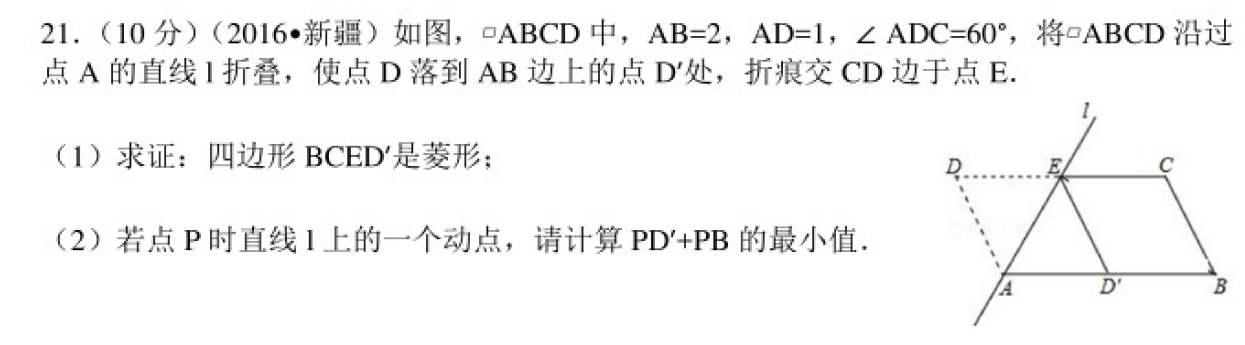 21.（10 分）（2016•新疆）如图，▱ABCD 中，AB=2，AD=1，∠ ADC=60°，将▱ABCD 沿过
点 A 的直线 l 折叠，使点 D 落到 AB 边上的点 D′处，折痕交 CD 边于点 E．
（1）求证：四边形 BCED′是菱形；
（2）若点 P 时直线 l 上的一个动点，请计算 PD′+PB 的最小值．
l
D E C
A D' B